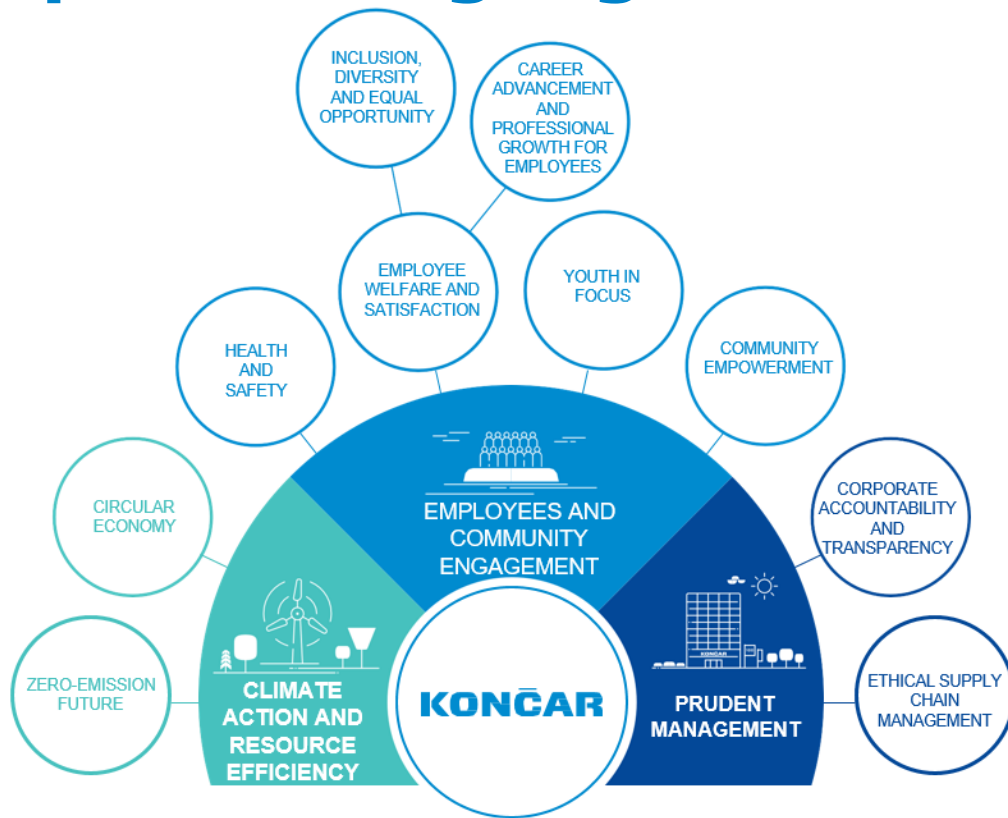 INCLUSION,
DIVERSITY
AND EQUAL
OPPORTUNITY
CAREER
ADVANCEMENT
AND
PROFESSIONAL
GROWTH FOR
EMPLOYEES
EMPLOYEE
WELFARE AND
SATISFACTION
YOUTH IN
FOCUS
HEALTH
AND
SAFETY
COMMUNITY
EMPOWERMENT
CIRCULAR
ECONOMY
CORPORATE
ACCOUNTABILITY
AND
TRANSPARENCY
EMPLOYEES AND
COMMUNITY
ENGAGEMENT
KONČAR
ZERO-EMISSION
FUTURE
CLIMATE
ACTION AND
RESOURCE
EFFICIENCY
KONČAR
PRUDENT
MANAGEMENT
ETHICAL SUPPLY
CHAIN
MANAGEMENT